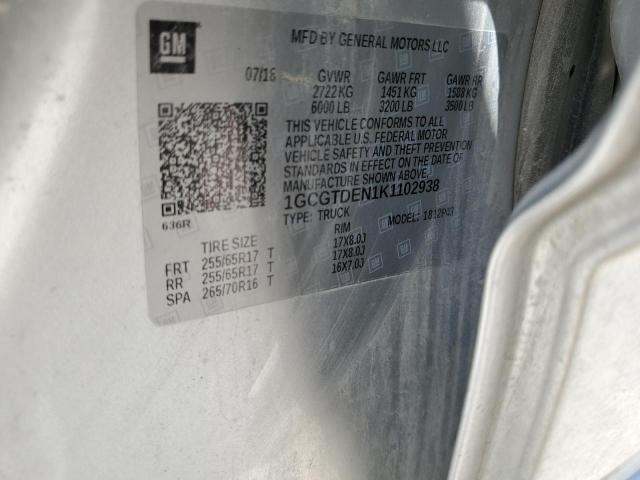 GM
MFD BY GENERAL MOTORS LLC
07/18 GVWR GAWR FRT GAWR RR
2722 KG 1451 KG 1588 KG
6000 LB 3200 LB 3500 LB
THIS VEHICLE CONFORMS TO ALL
APPLICABLE U.S. FEDERAL MOTOR
VEHICLE SAFETY AND THEFT PREVENTION
STANDARDS IN EFFECT ON THE DATE OF
MANUFACTURE SHOWN ABOVE.
1GCGTDEN1K1102938
TYPE: TRUCK MODEL: 1812P43
636R
TIRE SIZE RIM
FRT 255/65R17 T 17X8.0J
RR 255/65R17 T 17X8.0J
SPA 265/70R16 T 16X7.0J